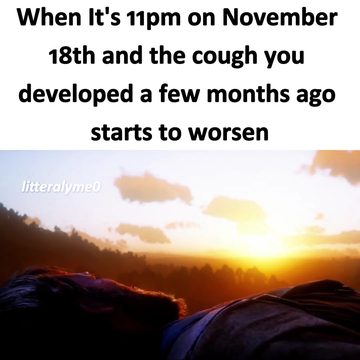 When It's 11pm on November
18th and the cough you
developed a few months ago
starts to worsen
litteralyme0